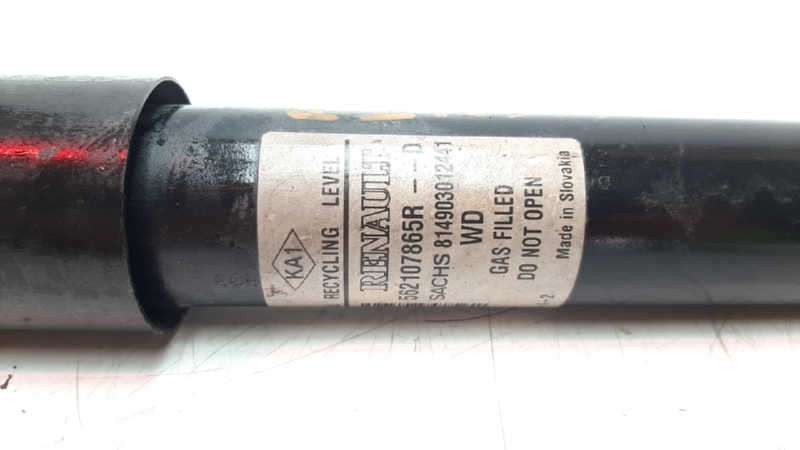 KA1
RECYCLING LEVEL
RENAULT
562107865R -- D
SACHS 814903012441
WD
GAS FILLED
DO NOT OPEN
Made in Slovakia